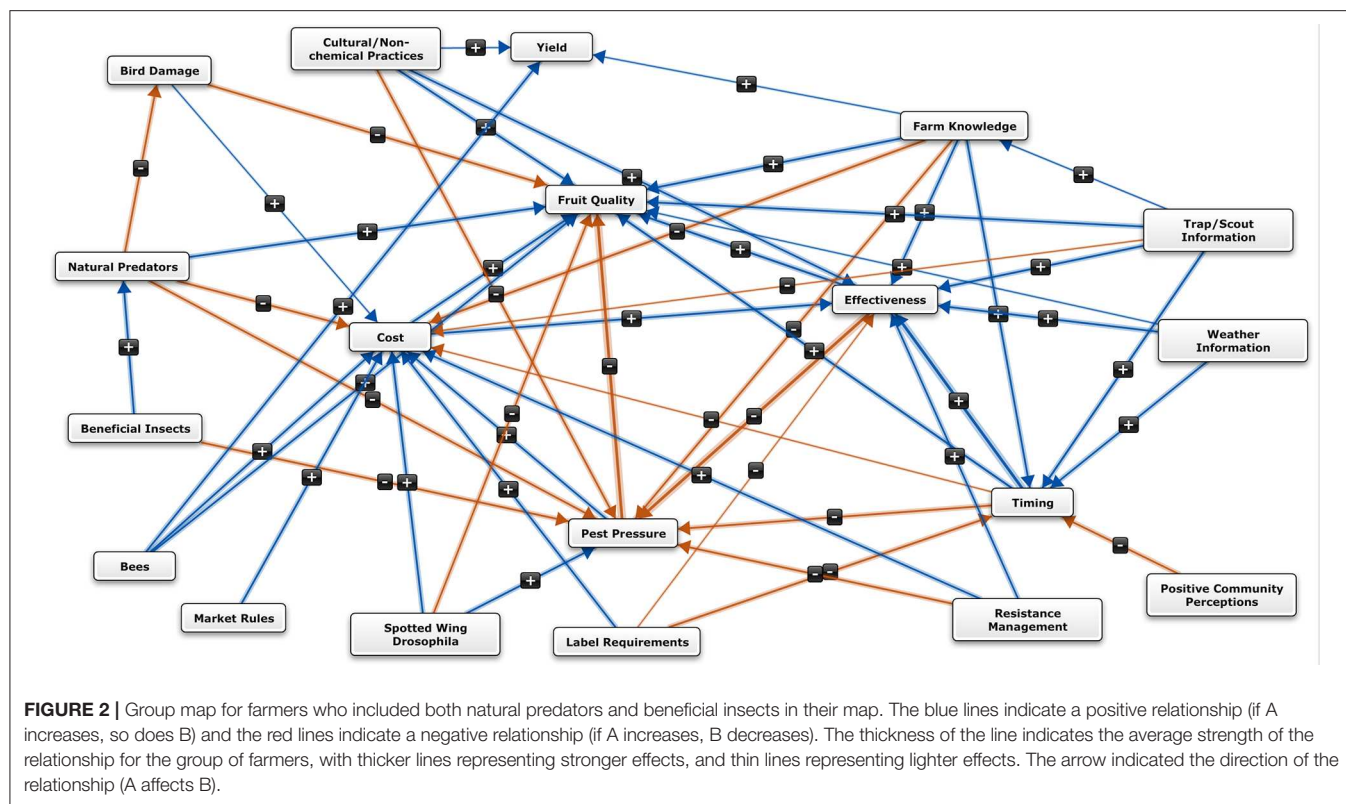 Cultural/Non-
chemical Practices
+
Yield
Bird Damage
+
-
+
Farm Knowledge
-
+
+
+
Fruit Quality
+
+
+
Trap/Scout
Information
+
-
+
+
Natural Predators
+
-
-
+
+
Effectiveness
-
+
+
+
+
Weather
Information
Cost
-
+
+
-
+
-
-
-
+
+
Beneficial Insects
+
+
-
+
+
-
+
+
-
+
Timing
-
Pest Pressure
-
+
Bees
-
-
Positive Community
Perceptions
Market Rules
Spotted Wing
Drosophila
Label Requirements
Resistance
Management
FIGURE 2 | Group map for farmers who included both natural predators and beneficial insects in their map. The blue lines indicate a positive relationship (if A
increases, so does B) and the red lines indicate a negative relationship (if A increases, B decreases). The thickness of the line indicates the average strength of the
relationship for the group of farmers, with thicker lines representing stronger effects, and thin lines representing lighter effects. The arrow indicated the direction of the
relationship (A affects B).